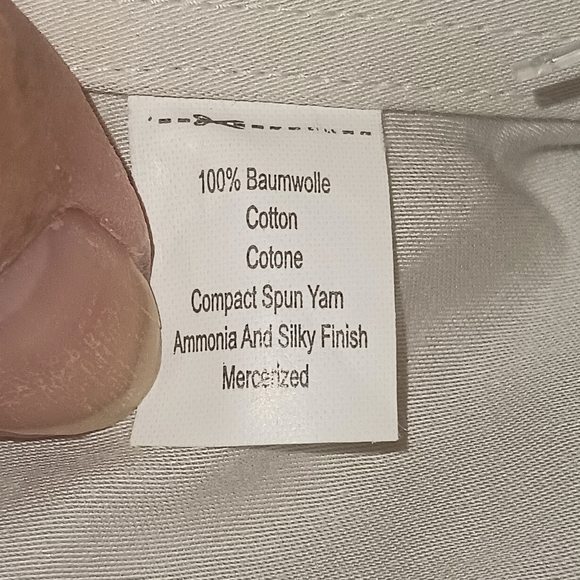 100% Baumwolle
Cotton
Cotone
Compact Spun Yarn
Ammonia And Silky Finish
Mercerized